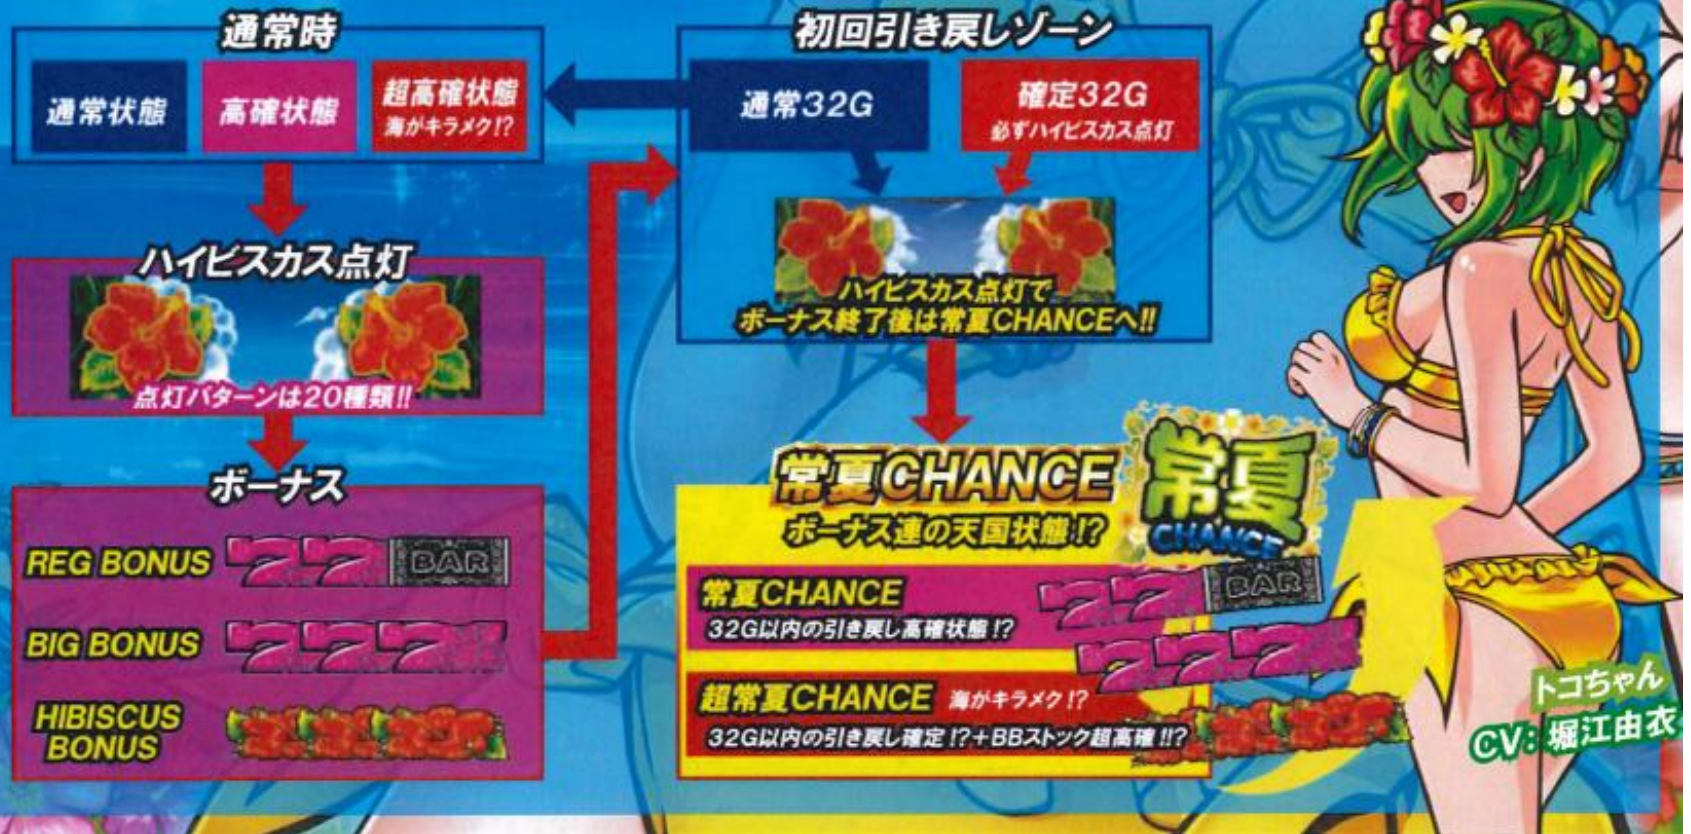 通常時
通常状態
高確状態
超高確状態
海がキラメク!?
ハイビスカス点灯
点灯パターンは20種類!!
ボーナス
REG BONUS
77BAR
BIG BONUS
777
HIBISCUS
BONUS
初回引き戻しゾーン
通常32G
確定32G
必ずハイビスカス点灯
ハイビスカス点灯で
ボーナス終了後は常夏CHANCEへ!!
常夏CHANCE
常夏
CHANCE
ボーナス連の天国状態!?
常夏CHANCE
32G以内の引き戻し高確状態!?
77BAR
777
超常夏CHANCE 海がキラメク!?
32G以内の引き戻し確定!?+BBストック超高確!!?
トコちゃん
CV:堀江由衣